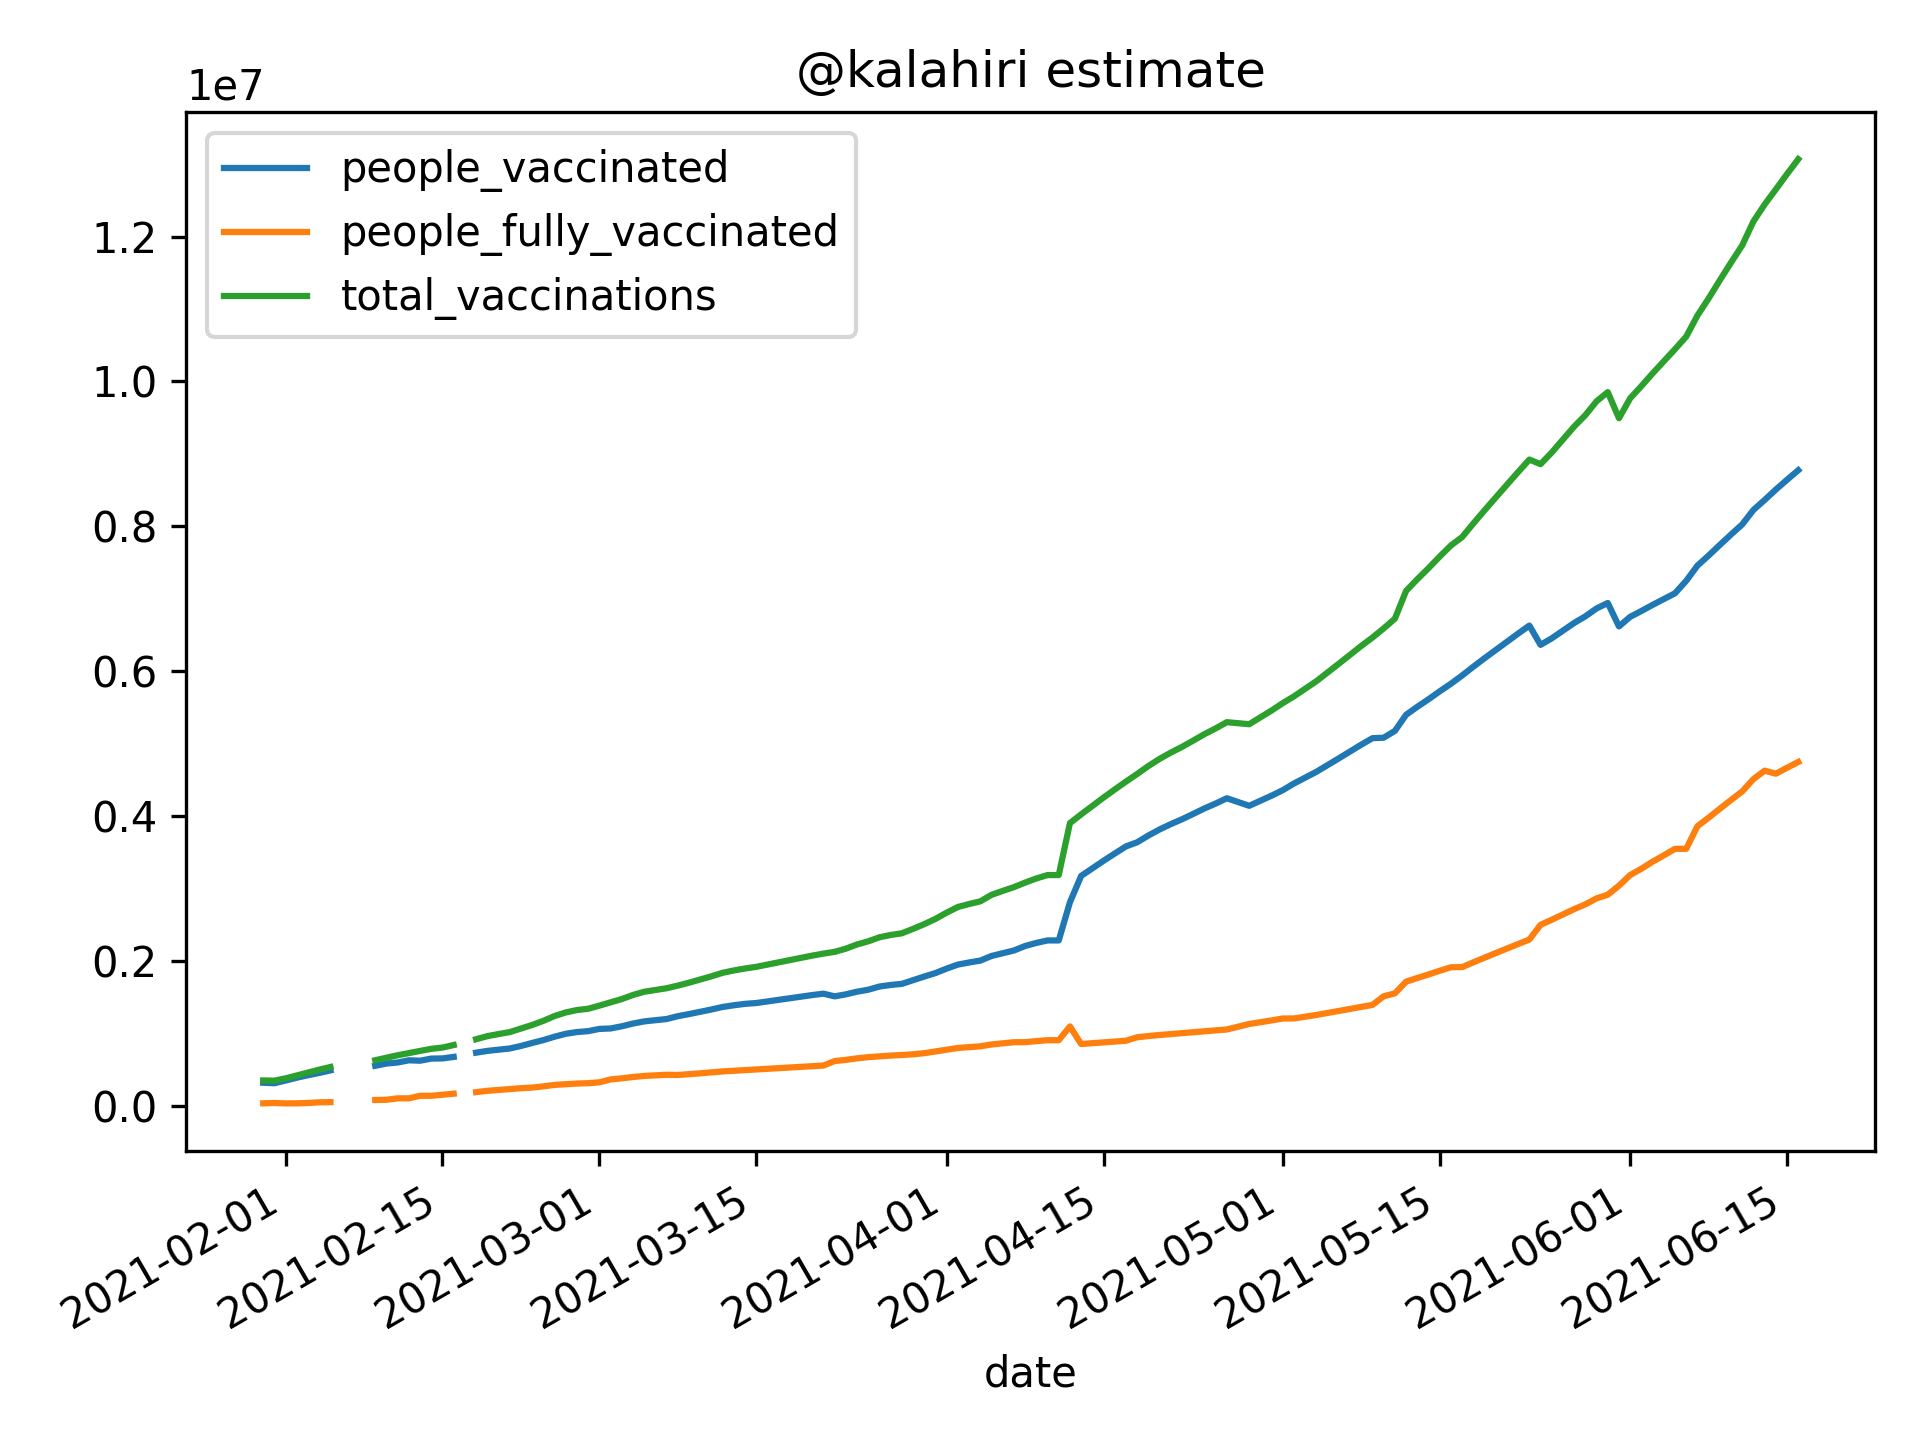 @kalahiri estimate
1e7
people_vaccinated
people_fully_vaccinated
total_vaccinations
1.2
1.0
0.8
0.6
0.4
0.2
0.0
2021-02-01
2021-02-15
2021-03-01
2021-03-15
2021-04-01
2021-04-15
2021-05-01
2021-05-15
2021-06-01
2021-06-15
date